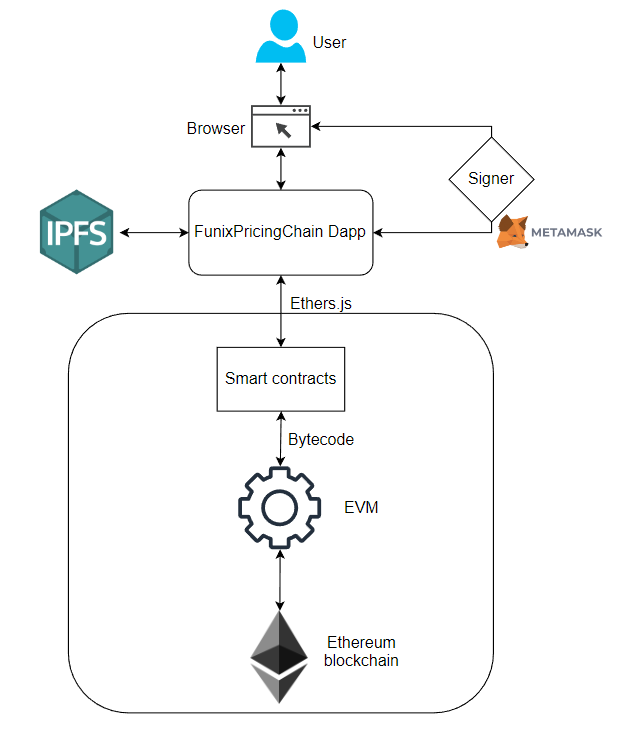 User
Browser
Signer
IPFS
FunixPricingChain Dapp
METAMASK
Ethers.js
Smart contracts
Bytecode
EVM
Ethereum
blockchain